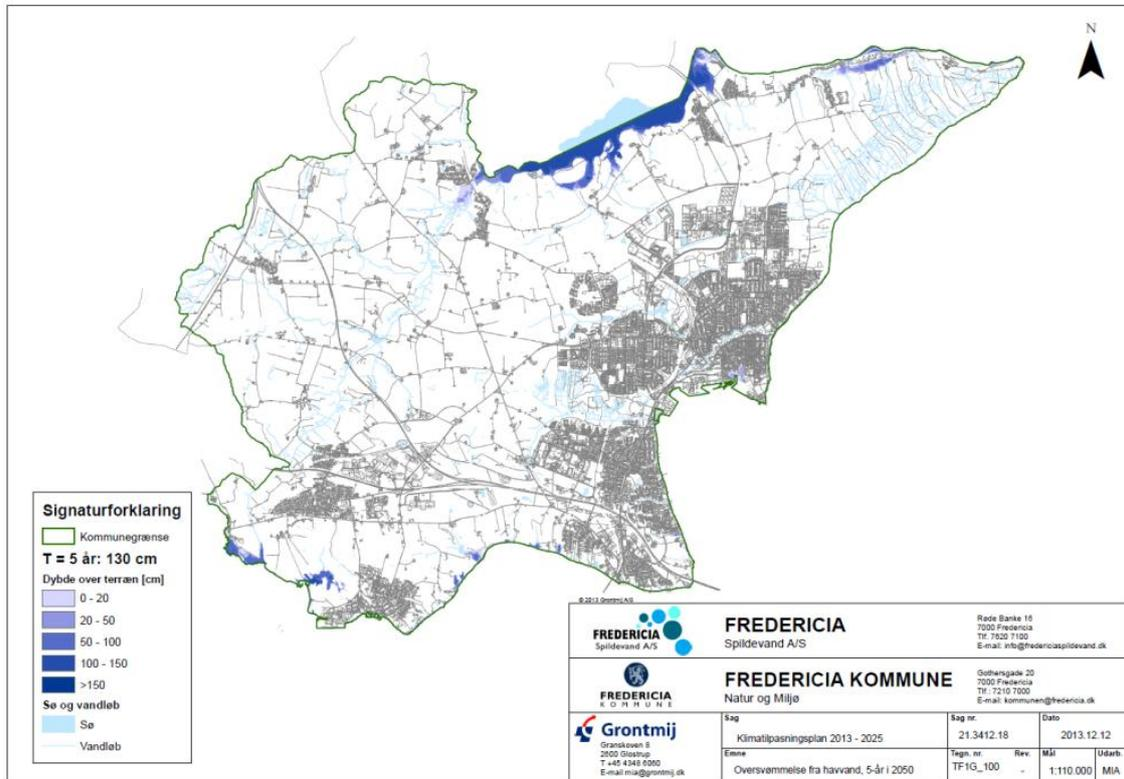 N
Signaturforklaring
Kommunegrænse
T = 5 år: 130 cm
Dybde over terræn [cm]
0 - 20
20 - 50
50 - 100
100 - 150
>150
Sø og vandløb
Sø
Vandløb
© 2013 Grontmij A/S
FREDERICIA
Spildevand A/S
FREDERICIA
Spildevand A/S
Røde Banke 16
7000 Fredericia
Tlf. 7620 7100
E-mail: info@fredericiaspildevand.dk
FREDERICIA
KOMMUNE
FREDERICIA KOMMUNE
Natur og Miljø
Gothersgade 20
7000 Fredericia
Tlf.: 7210 7000
E-mail: kommunen@fredericia.dk
Grontmij
Granskoven 8
2600 Glostrup
T +45 4348 6060
E-mail mia@grontmij.dk
Sag
Klimatilpasningsplan 2013 - 2025
Sag nr.
21.3412.18
Dato
2013.12.12
Emne
Oversvømmelse fra havvand, 5-år i 2050
Tegn. nr.
TF1G_100
Rev.
-
Mål
1:110.000
Udarb.
MIA